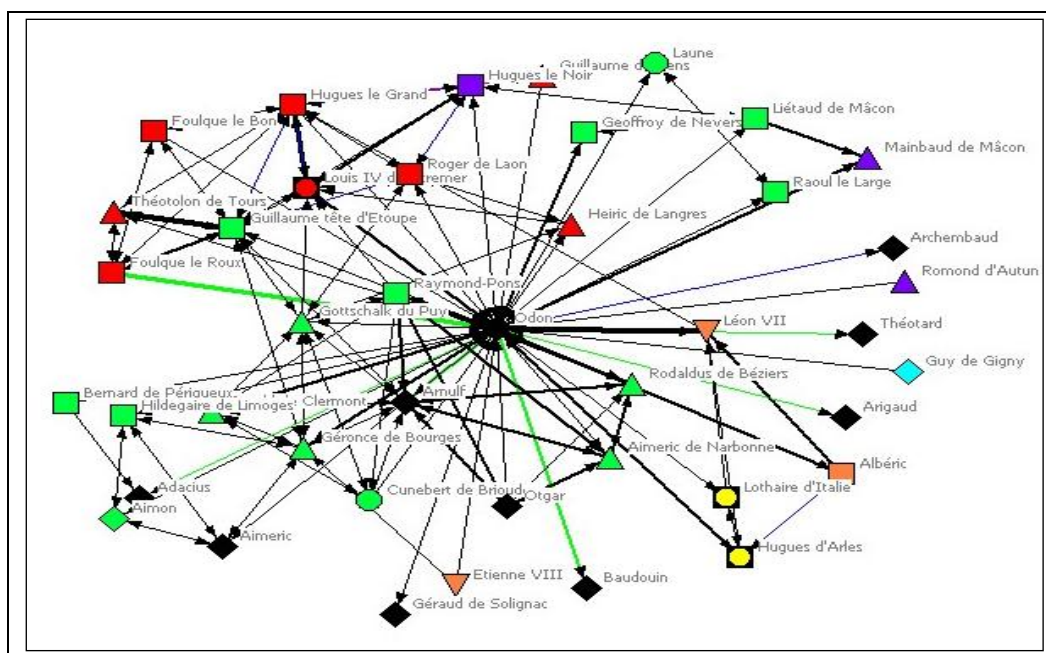 Laune
Guillaume
Hugues le Noir
Hugues le Grand
Liétaud de Mâcon
Foulque le Bon
Geoffroy de Nevers
Mainbaud de Mâcon
Roger de Laon
Louis IV
Raoul le Large
Théotolon de Tours
Guillaume tête d'Etoupe
Heiric de Langres
Archembaud
Foulque le Roux
Romond d'Autun
Raymond-Pons
Gottschalk du Puy
Odon
Léon VII
Théotard
Guy de Gigny
Rodaldus de Béziers
Bernard de Périgueux
Clermont
Arnulf
Arigaud
Hildegaire de Limoges
Géronce de Bourges
Aimeric de Narbonne
Albéric
Adacius
Cunebert de Brioud
Otgar
Lothaire d'Italie
Aimon
Aimeric
Hugues d'Arles
Etienne VIII
Baudouin
Géraud de Solignac